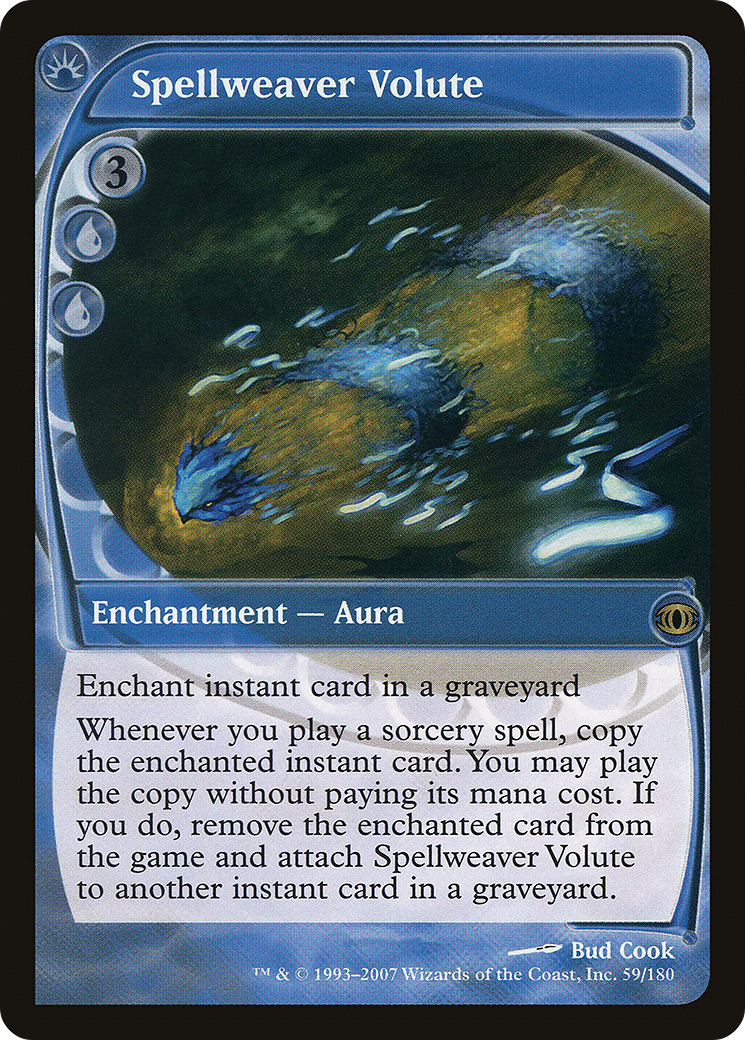 Spellweaver Volute
3
Enchantment — Aura
Enchant instant card in a graveyard
Whenever you play a sorcery spell, copy
the enchanted instant card. You may play
the copy without paying its mana cost. If
you do, remove the enchanted card from
the game and attach Spellweaver Volute
to another instant card in a graveyard.
Bud Cook
™ & © 1993–2007 Wizards of the Coast, Inc. 59/180